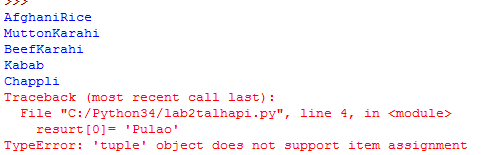 >>>
AfghaniRice
MuttonKarahi
BeefKarahi
Kabab
Chappli
Traceback (most recent call last):
  File "C:/Python34/lab2talhapi.py", line 4, in <module>
    resurt[0]= 'Pulao'
TypeError: 'tuple' object does not support item assignment